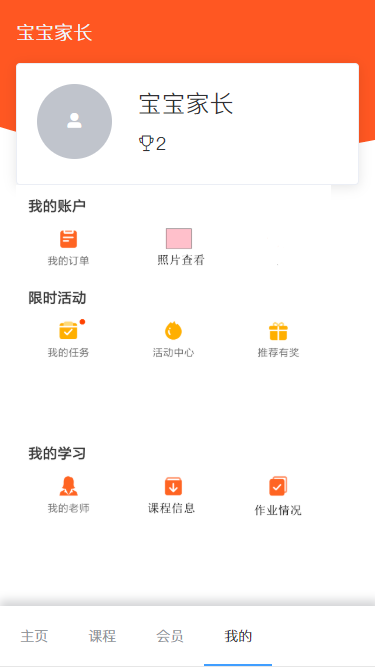 宝宝家长
宝宝家长
2
我的账户
我的订单 照片查看
限时活动
我的任务 活动中心 推荐有奖
我的学习
我的老师 课程信息 作业情况
主页 课程 会员 我的